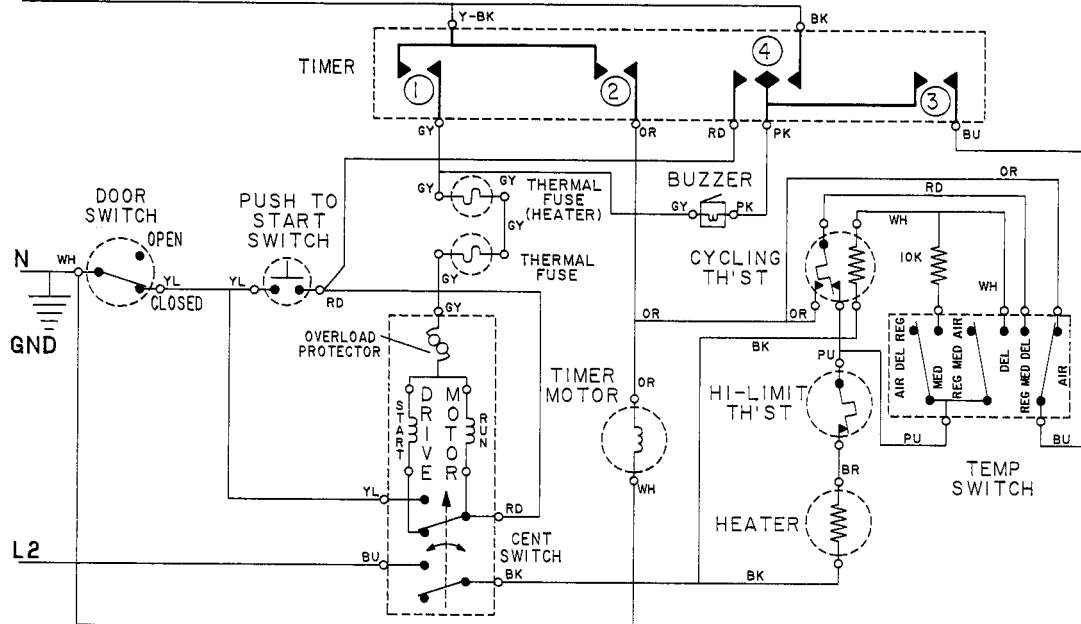 Y-BK
BK
TIMER
1
2
4
3
GY
OR
RD
PK
BU
GY
GY
THERMAL
FUSE
(HEATER)
GY
GY
THERMAL
FUSE
GY
BUZZER
GY
PK
OR
RD
WH
DOOR
SWITCH
OPEN
PUSH TO
START
SWITCH
N
WH
YL
CLOSED
YL
RD
GND
CYCLING
TH'ST
10K
WH
OR
OR
BK
PU
GY
OVERLOAD
PROTECTOR
DRIVE
MOTOR
START
RUN
TIMER
MOTOR
OR
WH
HI-LIMIT
TH'ST
AIR DEL REG
MED
REG MED AIR
DEL
REG MED DEL
AIR
PU
BU
TEMP
SWITCH
BR
HEATER
YL
RD
CENT
SWITCH
L2
BU
BK
BK